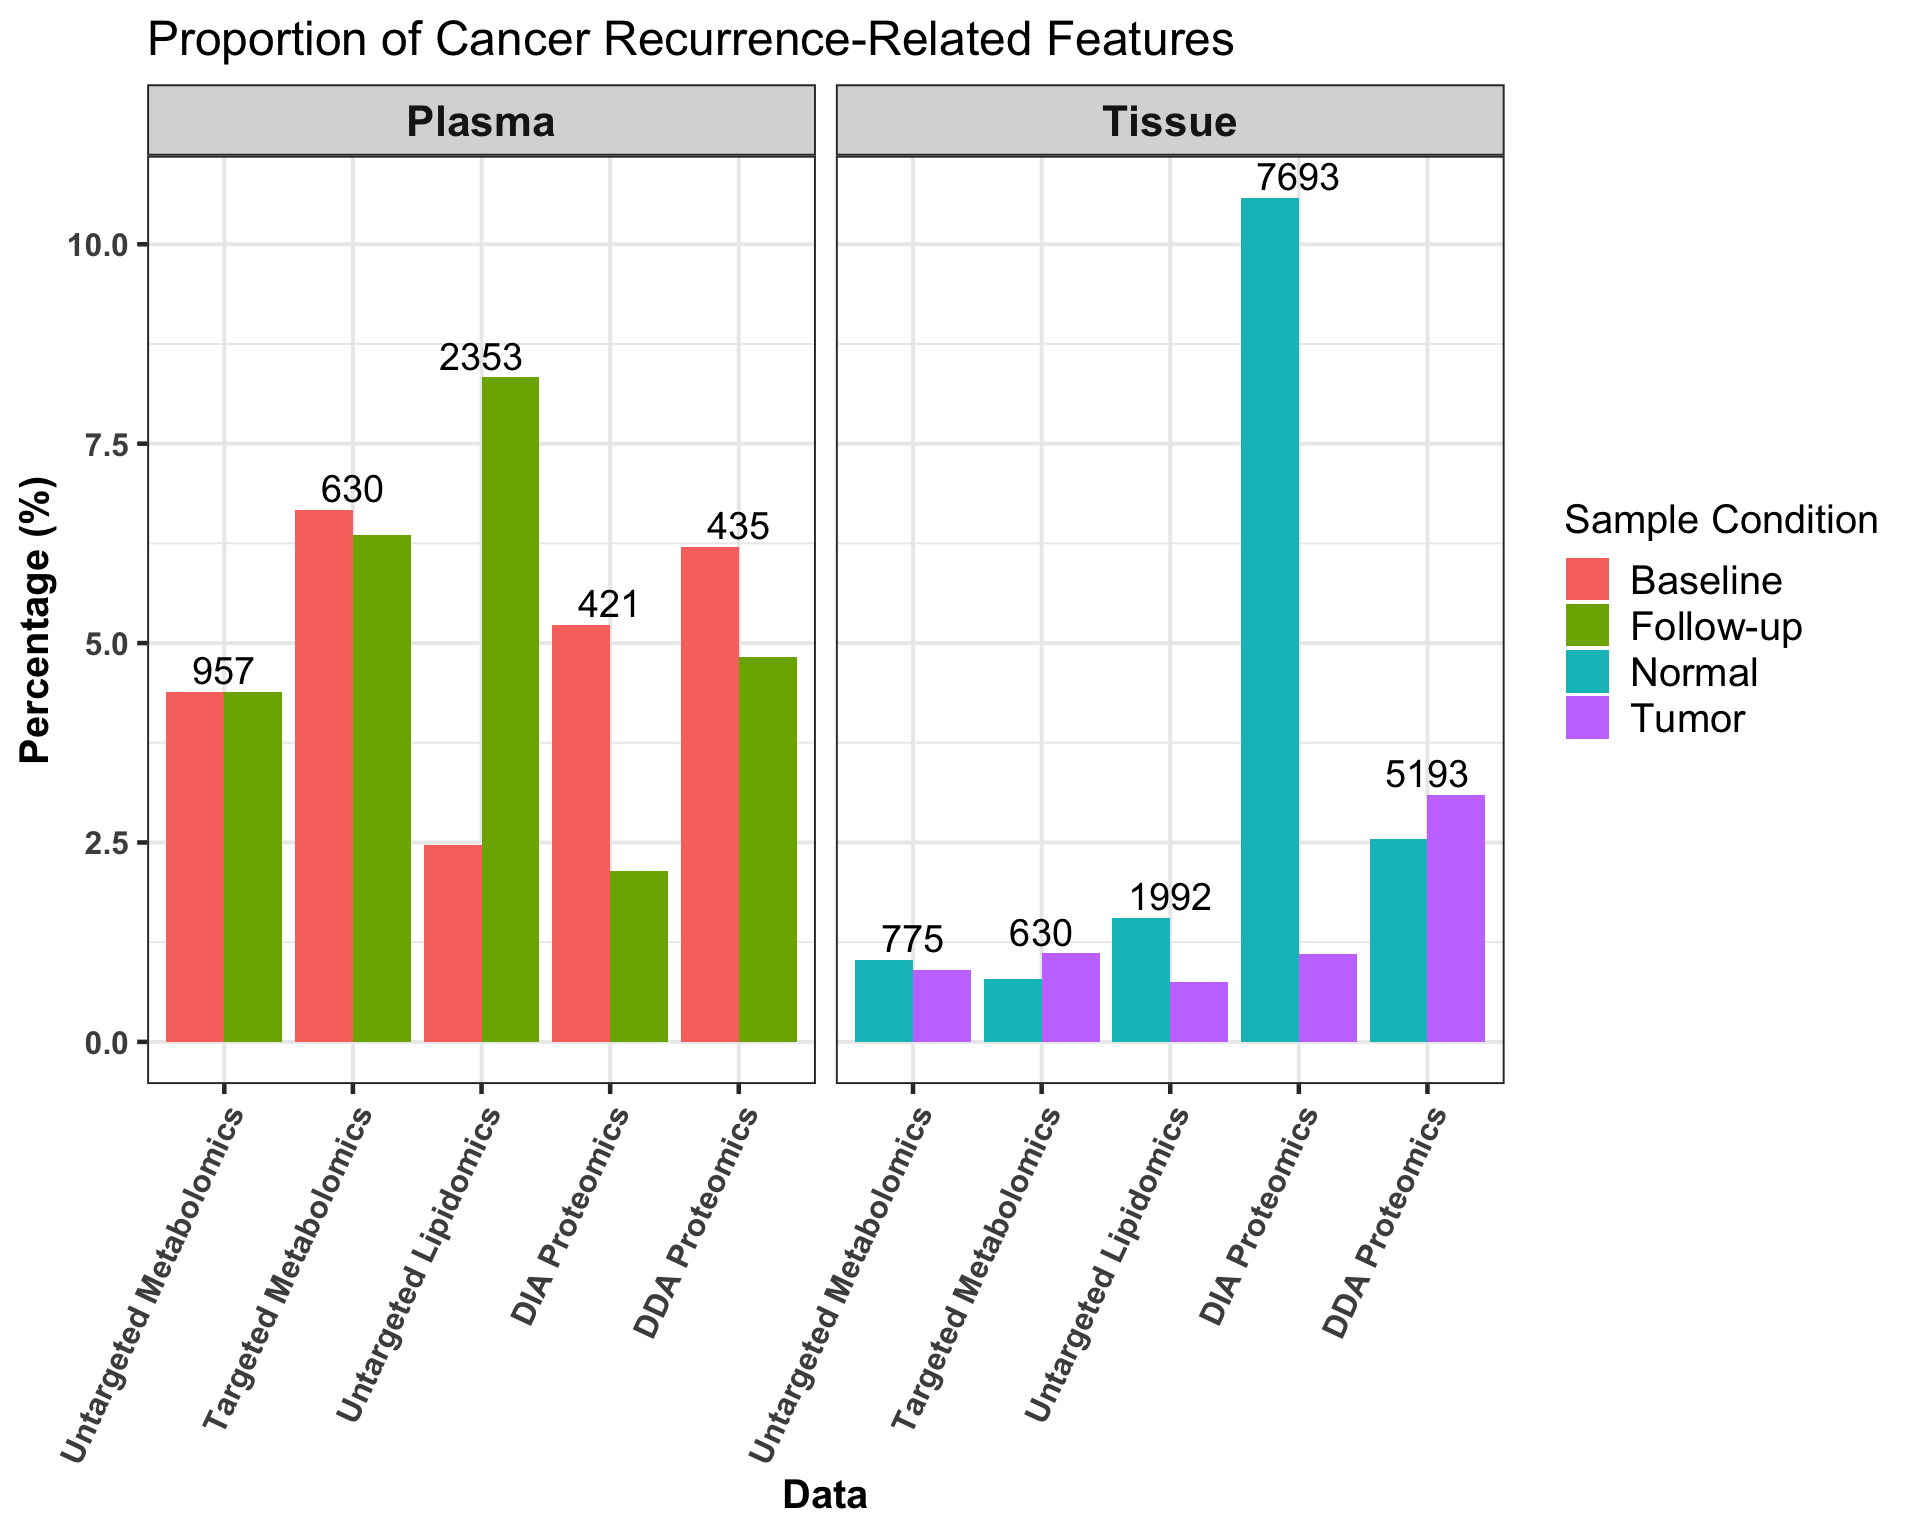 Proportion of Cancer Recurrence-Related Features
Plasma
Tissue
Percentage (%)
10.0
7.5
5.0
2.5
0.0
957
630
2353
421
435
775
630
1992
7693
5193
Untargeted Metabolomics
Targeted Metabolomics
Untargeted Lipidomics
DIA Proteomics
DDA Proteomics
Untargeted Metabolomics
Targeted Metabolomics
Untargeted Lipidomics
DIA Proteomics
DDA Proteomics
Data
Sample Condition
Baseline
Follow-up
Normal
Tumor